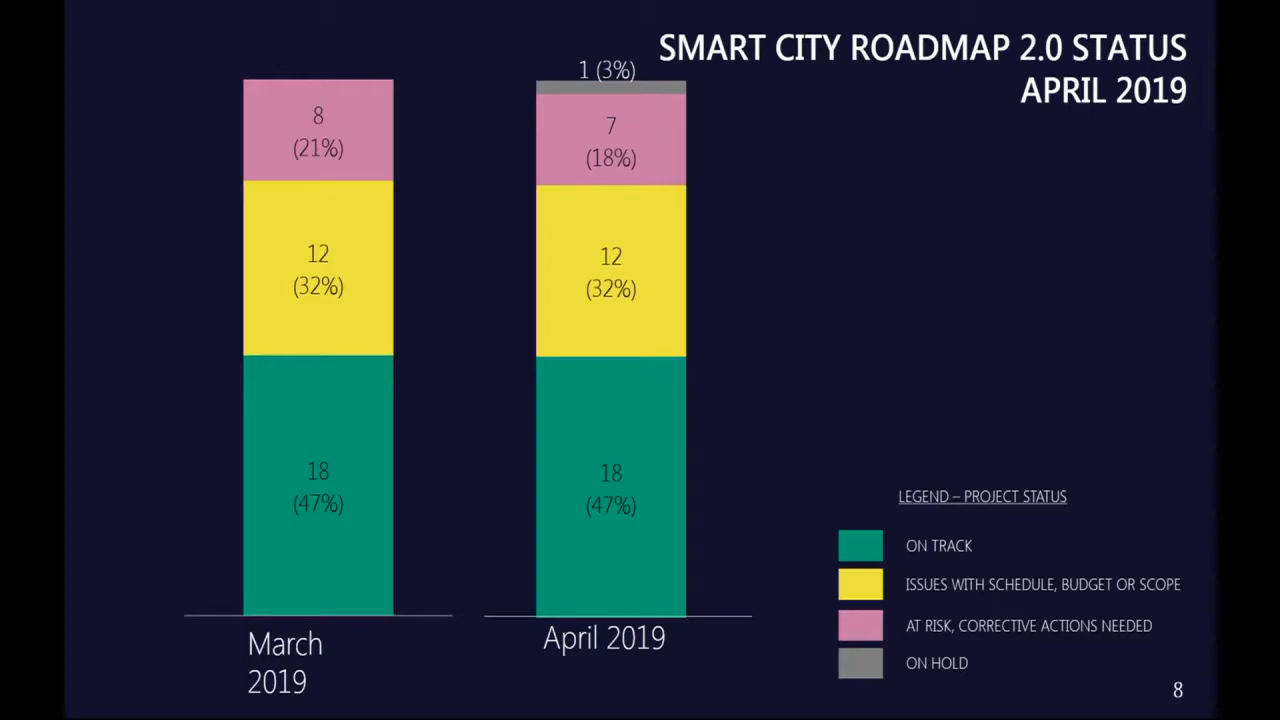 SMART CITY ROADMAP 2.0 STATUS
APRIL 2019
8
(21%)
12
(32%)
18
(47%)
March
2019
1 (3%)
7
(18%)
12
(32%)
18
(47%)
April 2019
LEGEND – PROJECT STATUS
ON TRACK
ISSUES WITH SCHEDULE, BUDGET OR SCOPE
AT RISK, CORRECTIVE ACTIONS NEEDED
ON HOLD
8